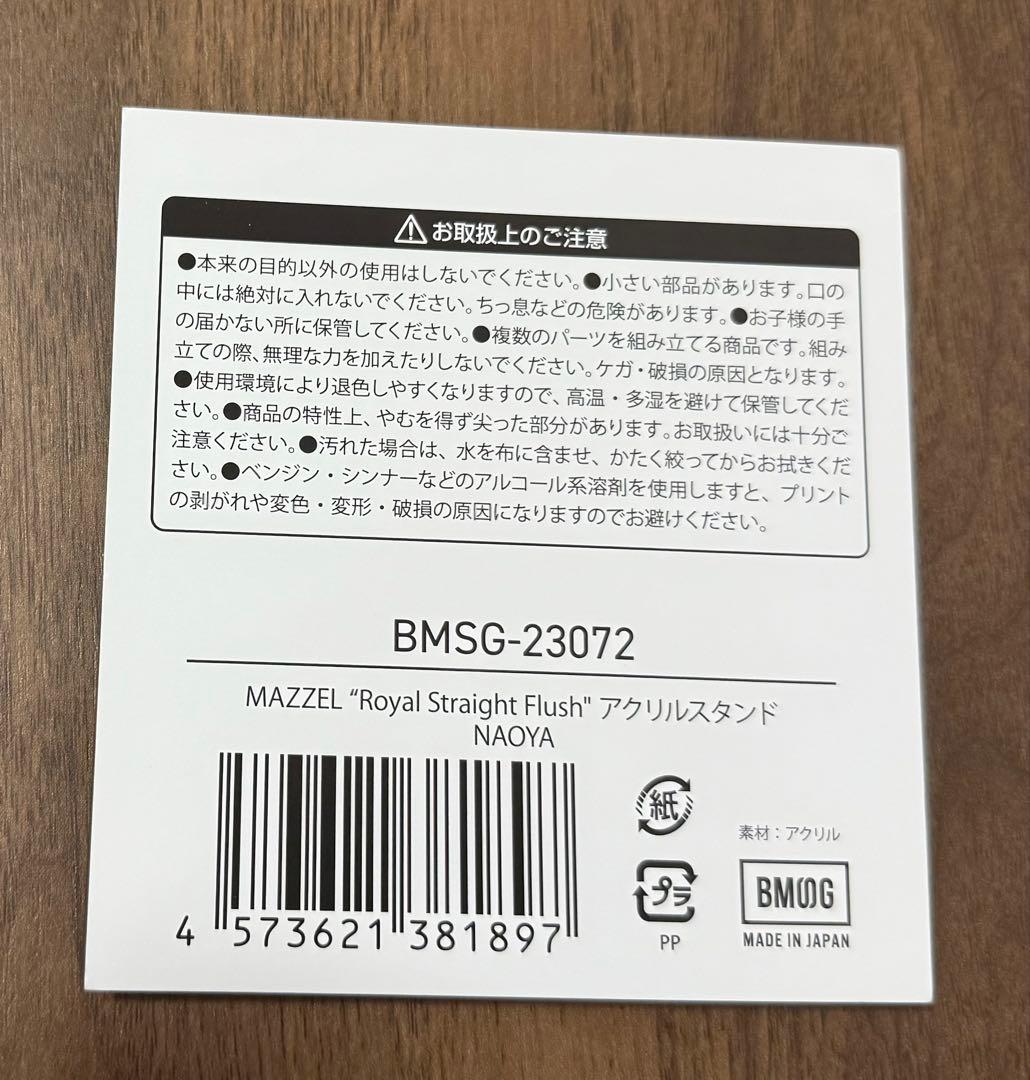 ⚠お取扱上のご注意
●本来の目的以外の使用はしないでください。●小さい部品があります。口の
中には絶対に入れないでください。ちっ息などの危険があります。●お子様の手
の届かない所に保管してください。●複数のパーツを組み立てる商品です。組み
立ての際、無理な力を加えたりしないでください。ケガ・破損の原因となります。
●使用環境により退色しやすくなりますので、高温・多湿を避けて保管してくだ
さい。●商品の特性上、やむを得ず尖った部分があります。お取扱いには十分ご
注意ください。●汚れた場合は、水を布に含ませ、かたく絞ってからお拭きくだ
さい。●ベンジン・シンナーなどのアルコール系溶剤を使用しますと、プリント
の剥がれや変色・変形・破損の原因になりますのでお避けください。
BMSG-23072
MAZZEL “Royal Straight Flush" アクリルスタンド
NAOYA
4 573621 381897
紙
プラ
PP
素材：アクリル
BMSG
MADE IN JAPAN